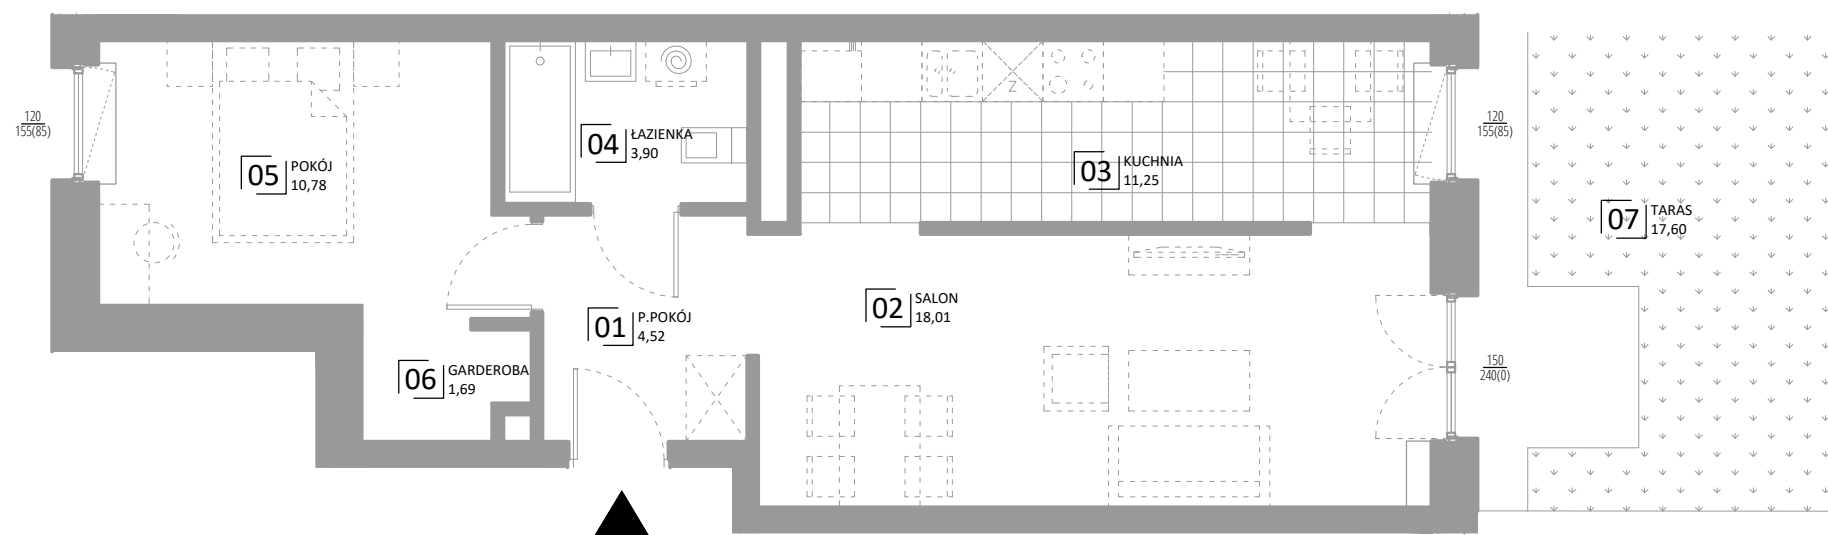 120
155(85)
05
POKÓJ
10,78
04
ŁAZIENKA
3,90
Z
03
KUCHNIA
11,25
120
155(85)
07
TARAS
17,60
06
GARDEROBA
1,69
01
P.POKÓJ
4,52
02
SALON
18,01
150
240(0)